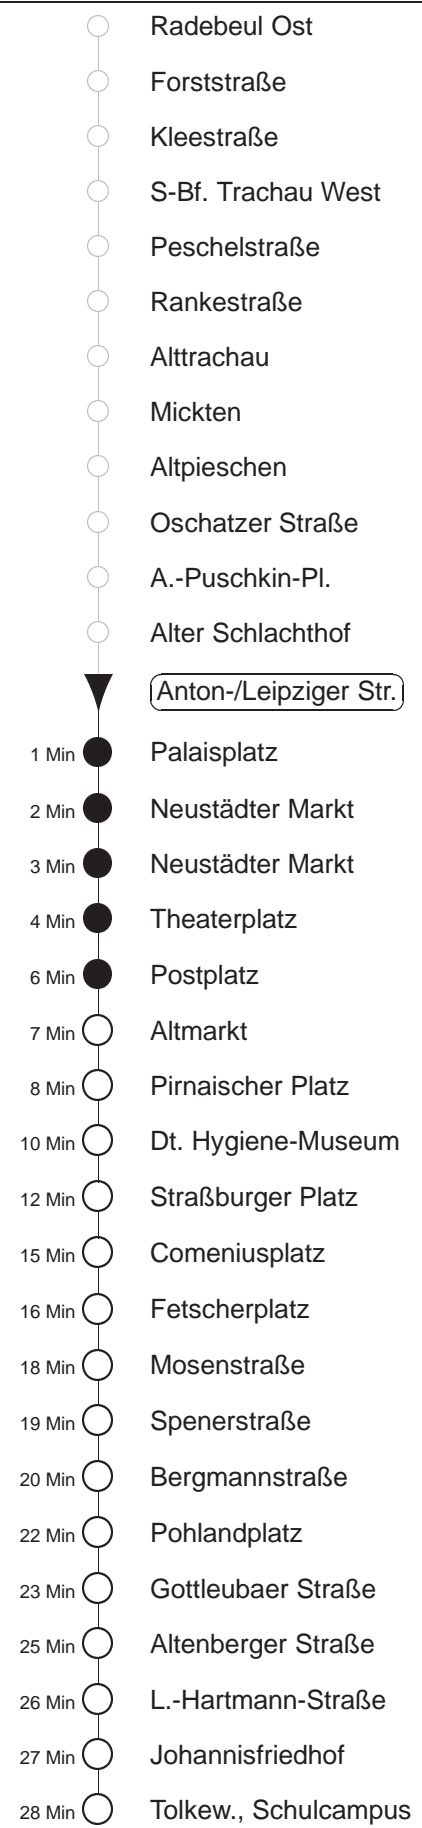 Radebeul Ost
Forststraße
Kleestraße
S-Bf. Trachau West
Peschelstraße
Rankestraße
Alttrachau
Mickten
Altpieschen
Oschatzer Straße
A.-Puschkin-Pl.
Alter Schlachthof
Anton-/Leipziger Str.
1 Min Palaisplatz
2 Min Neustädter Markt
3 Min Neustädter Markt
4 Min Theaterplatz
6 Min Postplatz
7 Min Altmarkt
8 Min Pirnaischer Platz
10 Min Dt. Hygiene-Museum
12 Min Straßburger Platz
15 Min Comeniusplatz
16 Min Fetscherplatz
18 Min Mosenstraße
19 Min Spenerstraße
20 Min Bergmannstraße
22 Min Pohlandplatz
23 Min Gottleubaer Straße
25 Min Altenberger Straße
26 Min L.-Hartmann-Straße
27 Min Johannisfriedhof
28 Min Tolkew., Schulcampus